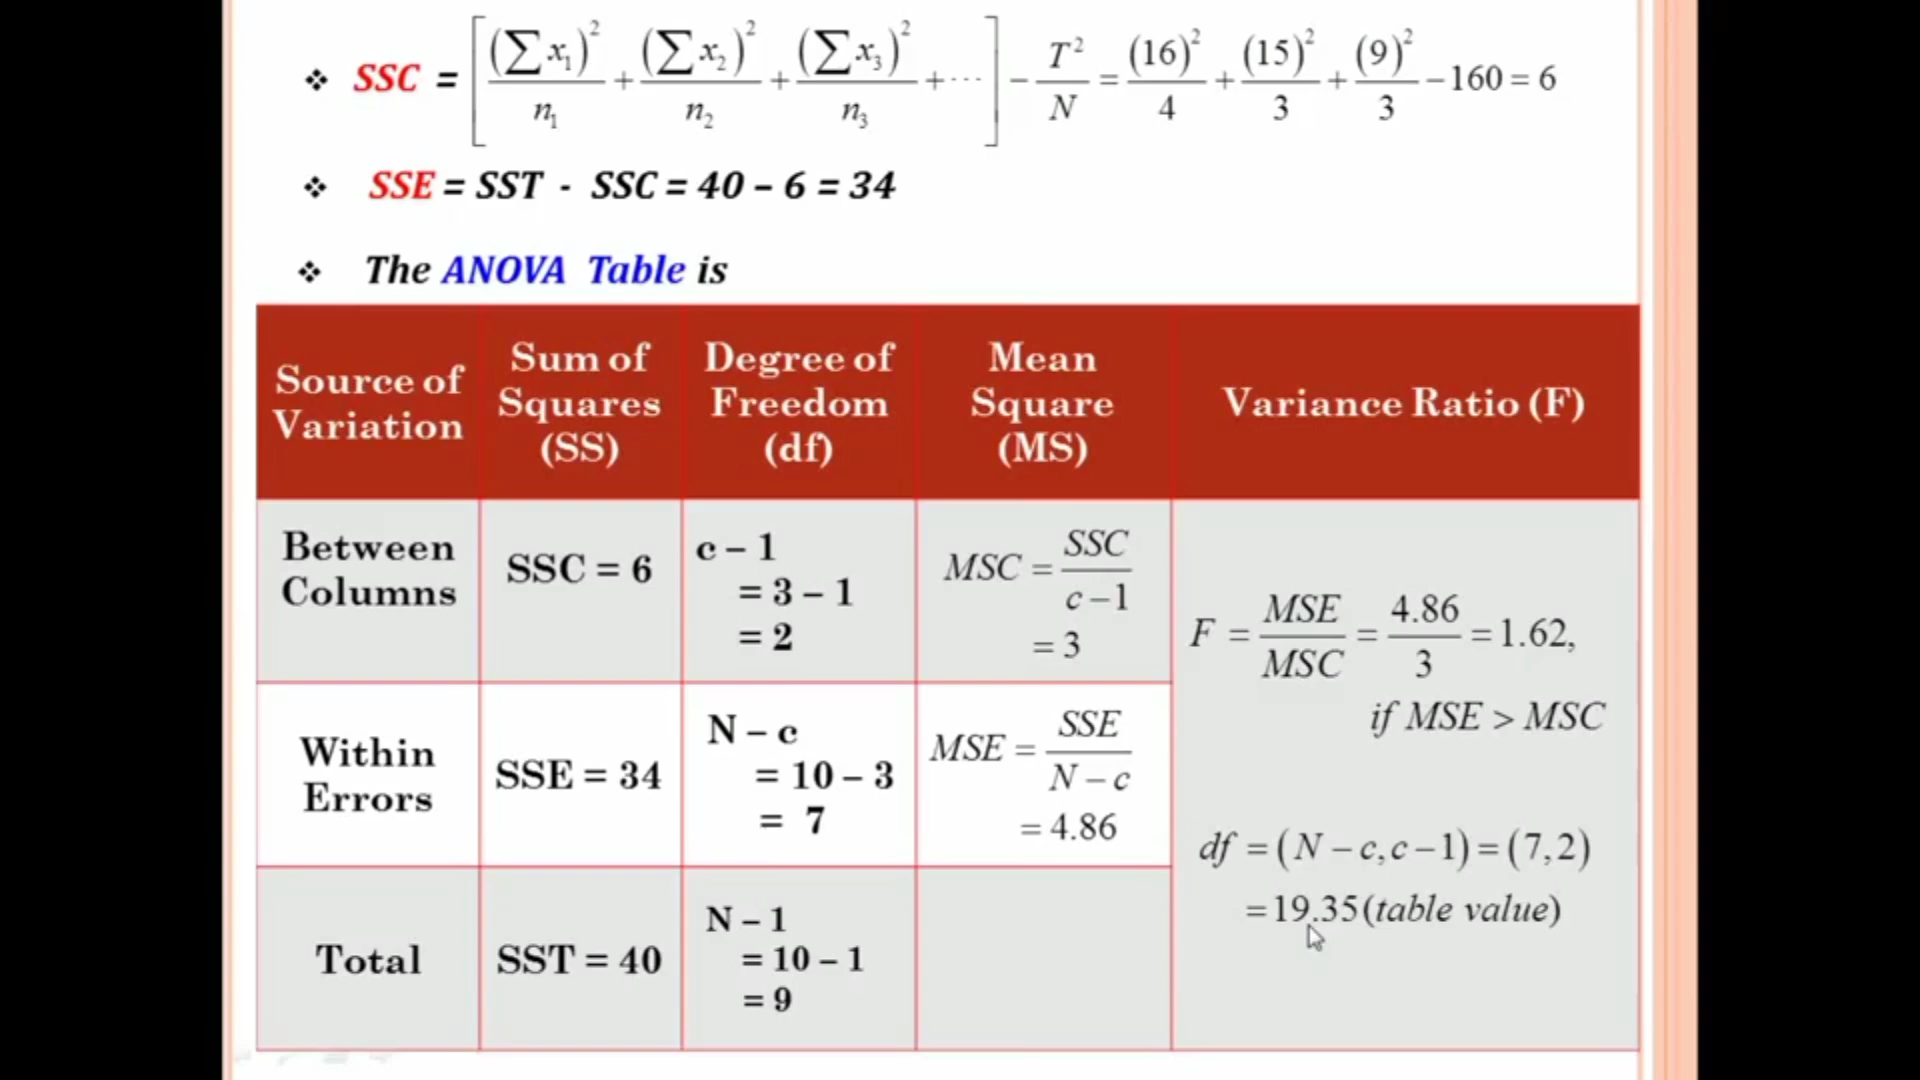 ❖ SSC = [ (∑x₁)²/n₁ + (∑x₂)²/n₂ + (∑x₃)²/n₃ + ⋯ ] − T²/N = (16)²/4 + (15)²/3 + (9)²/3 − 160 = 6
❖ SSE = SST - SSC = 40 – 6 = 34
❖ The ANOVA Table is
Source of
Variation
Sum of
Squares
(SS)
Degree of
Freedom
(df)
Mean
Square
(MS)
Variance Ratio (F)
Between
Columns
SSC = 6
c – 1
= 3 – 1
= 2
MSC = SSC/(c − 1)
= 3
F = MSE/MSC = 4.86/3 = 1.62,
if MSE > MSC
df = (N − c, c − 1) = (7, 2)
= 19.35 (table value)
Within
Errors
SSE = 34
N – c
= 10 – 3
= 7
MSE = SSE/(N − c)
= 4.86
Total
SST = 40
N – 1
= 10 – 1
= 9